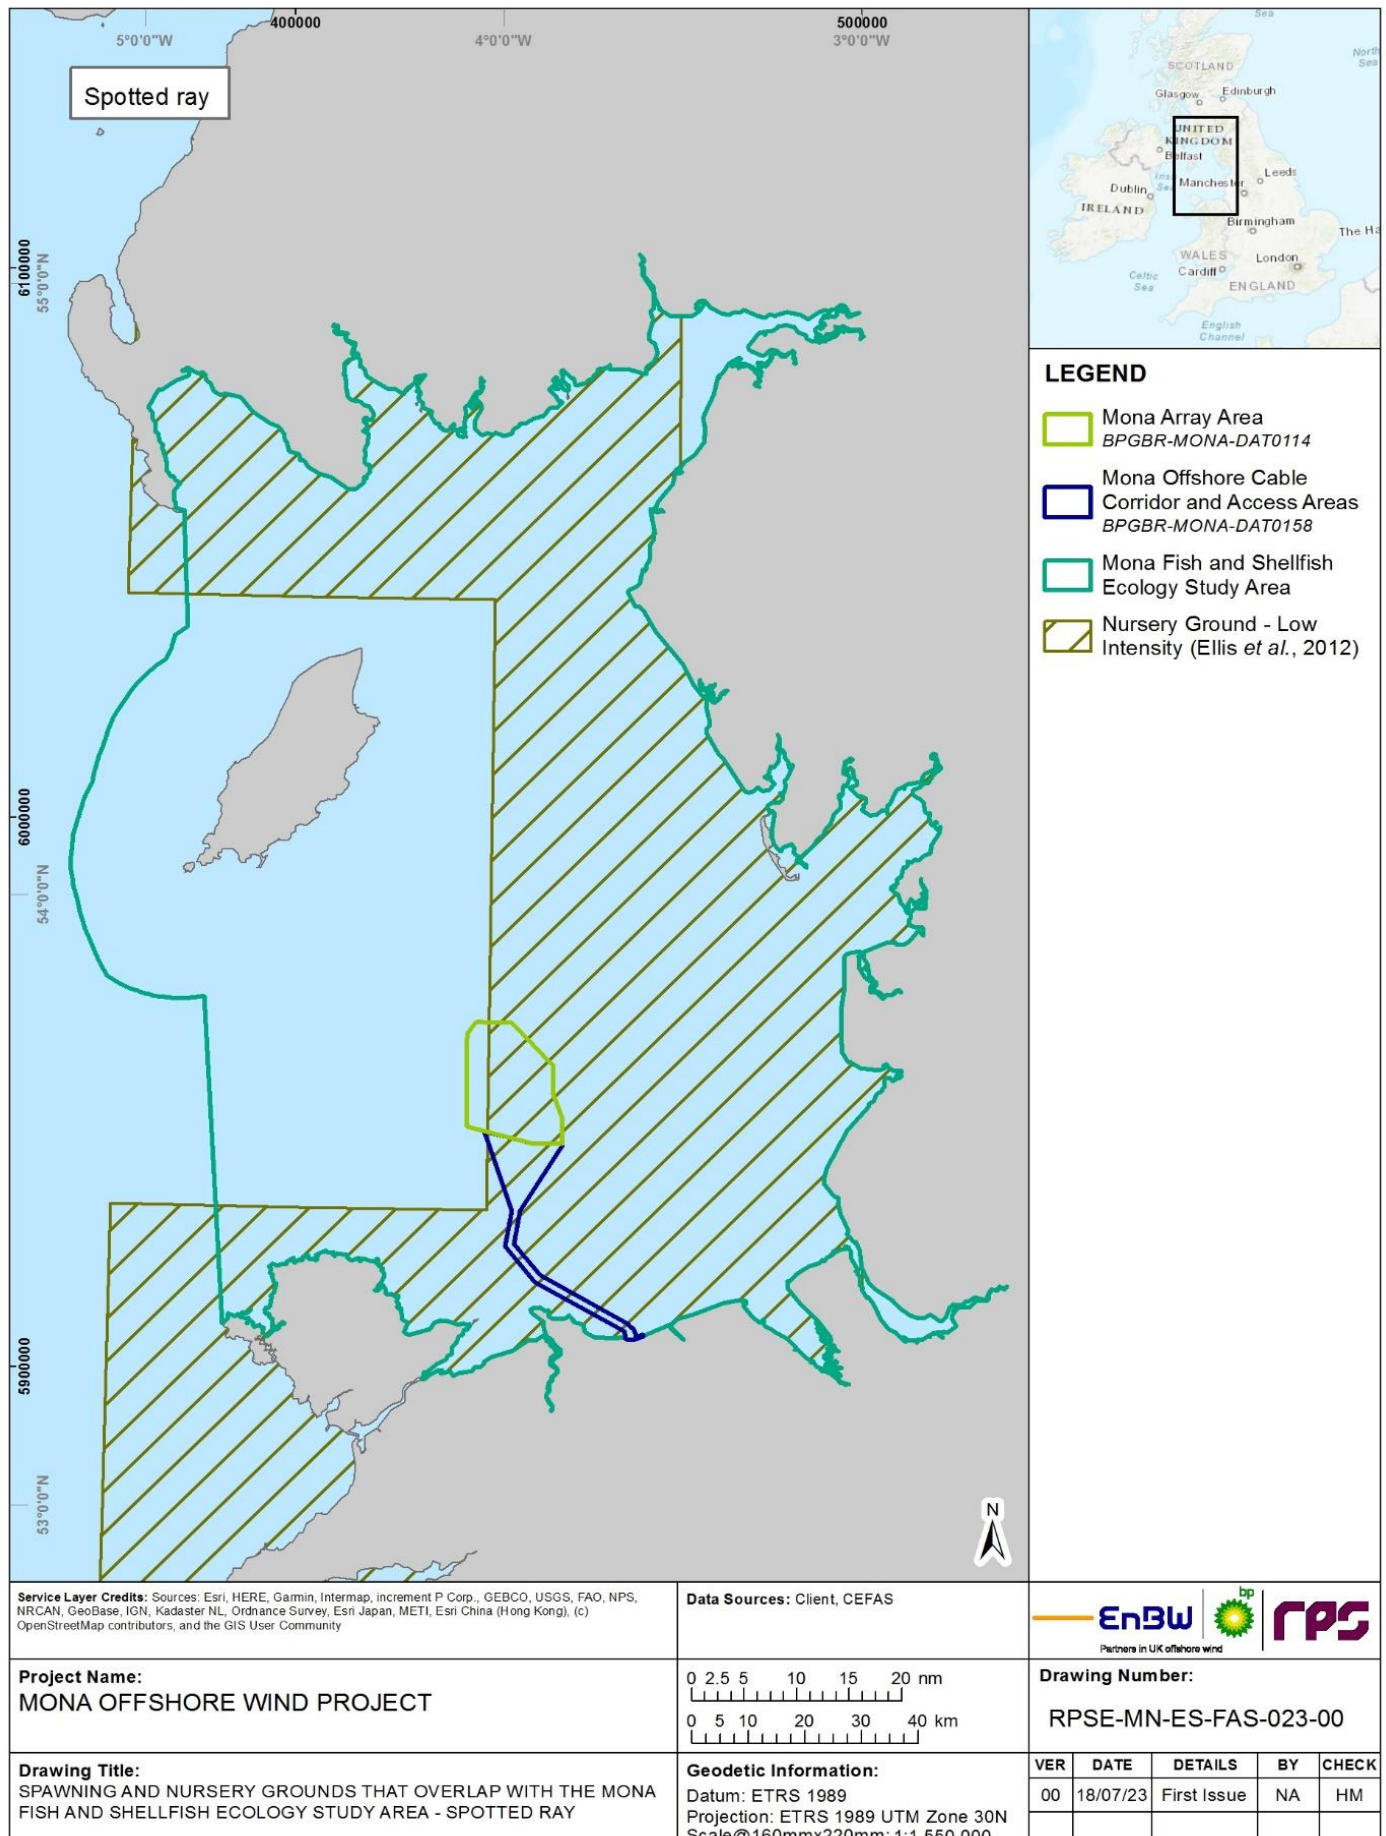 400000
500000
5°0'0"W
4°0'0"W
3°0'0"W
Spotted ray
6100000
55°0'0"N
6000000
54°0'0"N
5900000
53°0'0"N
N
Sea
North
Sea
SCOTLAND
Glasgow
Edinburgh
UNITED
KINGDOM
Belfast
Leeds
Manchester
Dublin
IRELAND
Birmingham
The Ha
WALES
London
Cardiff
Celtic
Sea
ENGLAND
English
Channel
LEGEND
Mona Array Area
BPGBR-MONA-DAT0114
Mona Offshore Cable
Corridor and Access Areas
BPGBR-MONA-DAT0158
Mona Fish and Shellfish
Ecology Study Area
Nursery Ground - Low
Intensity (Ellis et al., 2012)
Service Layer Credits: Sources: Esri, HERE, Garmin, Intermap, increment P Corp., GEBCO, USGS, FAO, NPS,
NRCAN, GeoBase, IGN, Kadaster NL, Ordnance Survey, Esri Japan, METI, Esri China (Hong Kong), (c)
OpenStreetMap contributors, and the GIS User Community
Data Sources: Client, CEFAS
EnBW
bp
rps
Partners in UK offshore wind
Project Name:
MONA OFFSHORE WIND PROJECT
0 2.5 5 10 15 20 nm
0 5 10 20 30 40 km
Drawing Number:
RPSE-MN-ES-FAS-023-00
Drawing Title:
SPAWNING AND NURSERY GROUNDS THAT OVERLAP WITH THE MONA
FISH AND SHELLFISH ECOLOGY STUDY AREA - SPOTTED RAY
Geodetic Information:
Datum: ETRS 1989
Projection: ETRS 1989 UTM Zone 30N
Scale@160mmx220mm: 1:1,550,000
VER DATE DETAILS BY CHECK
00 18/07/23 First Issue NA HM